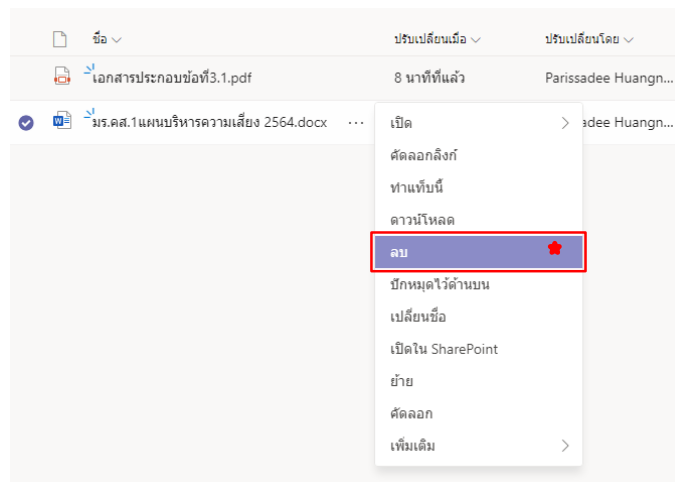 ชื่อ ปรับเปลี่ยนเมื่อ ปรับเปลี่ยนโดย
เอกสารประกอบข้อที่3.1.pdf 8 นาทีที่แล้ว Parissadee Huangn...
มร.คส.1แผนบริหารความเสี่ยง 2564.docx ... เปิด adee Huangn...
คัดลอกลิงก์
ทำแท็บนี้
ดาวน์โหลด
ลบ
ปักหมุดไว้ด้านบน
เปลี่ยนชื่อ
เปิดใน SharePoint
ย้าย
คัดลอก
เพิ่มเติม